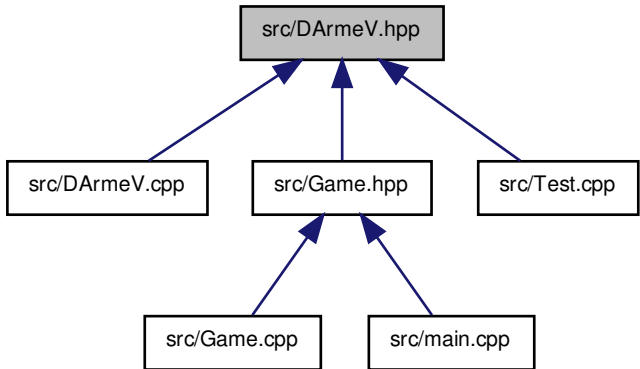 src/DArmeV.hpp
src/DArmeV.cpp
src/Game.hpp
src/Test.cpp
src/Game.cpp
src/main.cpp